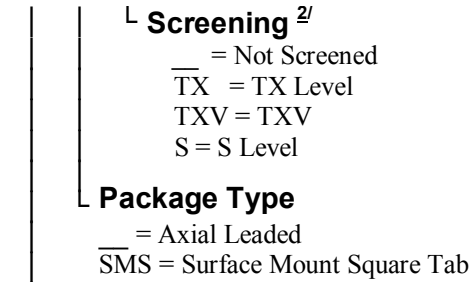 └ Screening 2/
__ = Not Screened
TX = TX Level
TXV = TXV
S = S Level
└ Package Type
__ = Axial Leaded
SMS = Surface Mount Square Tab